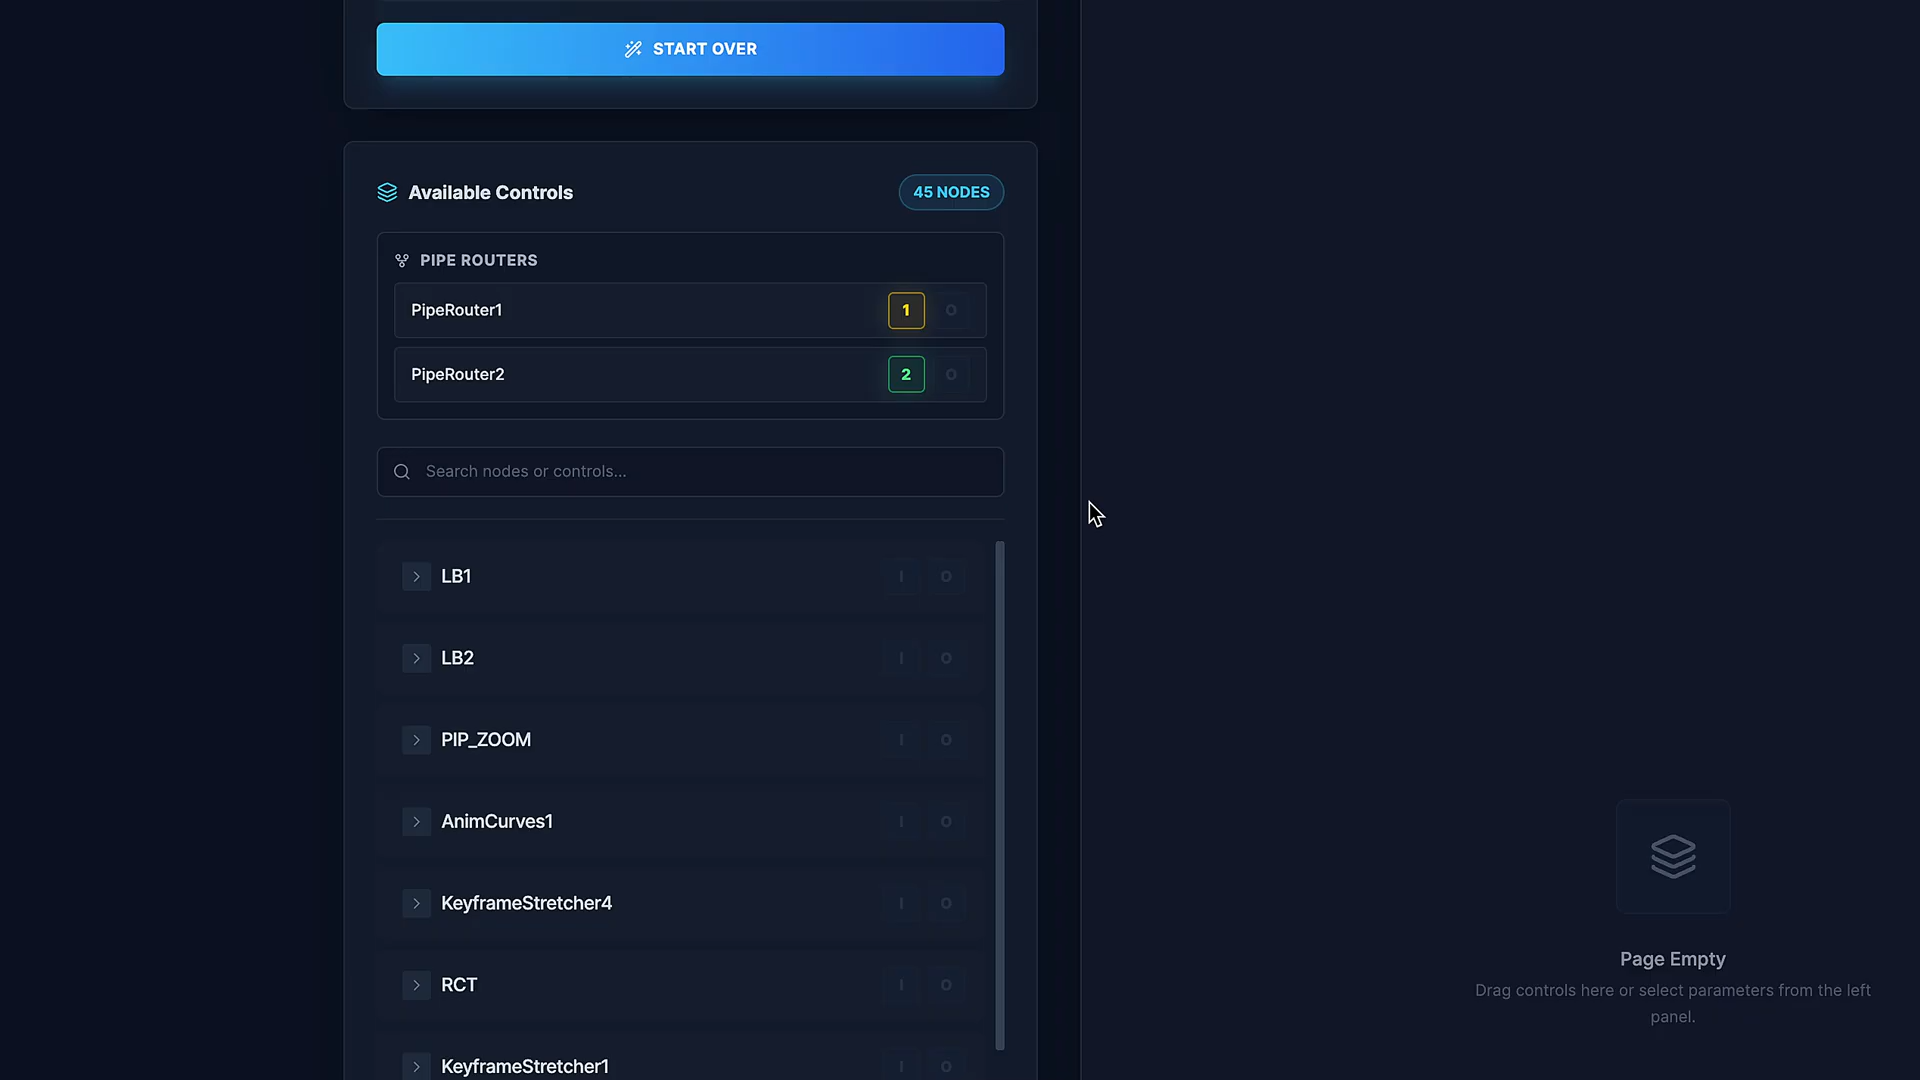 START OVER
Available Controls
45 NODES
PIPE ROUTERS
PipeRouter1 1 O
PipeRouter2 2 O
Search nodes or controls...
LB1 I O
LB2 I O
PIP_ZOOM I O
AnimCurves1 I O
KeyframeStretcher4 I O
RCT I O
KeyframeStretcher1 I O
Page Empty
Drag controls here or select parameters from the left
panel.